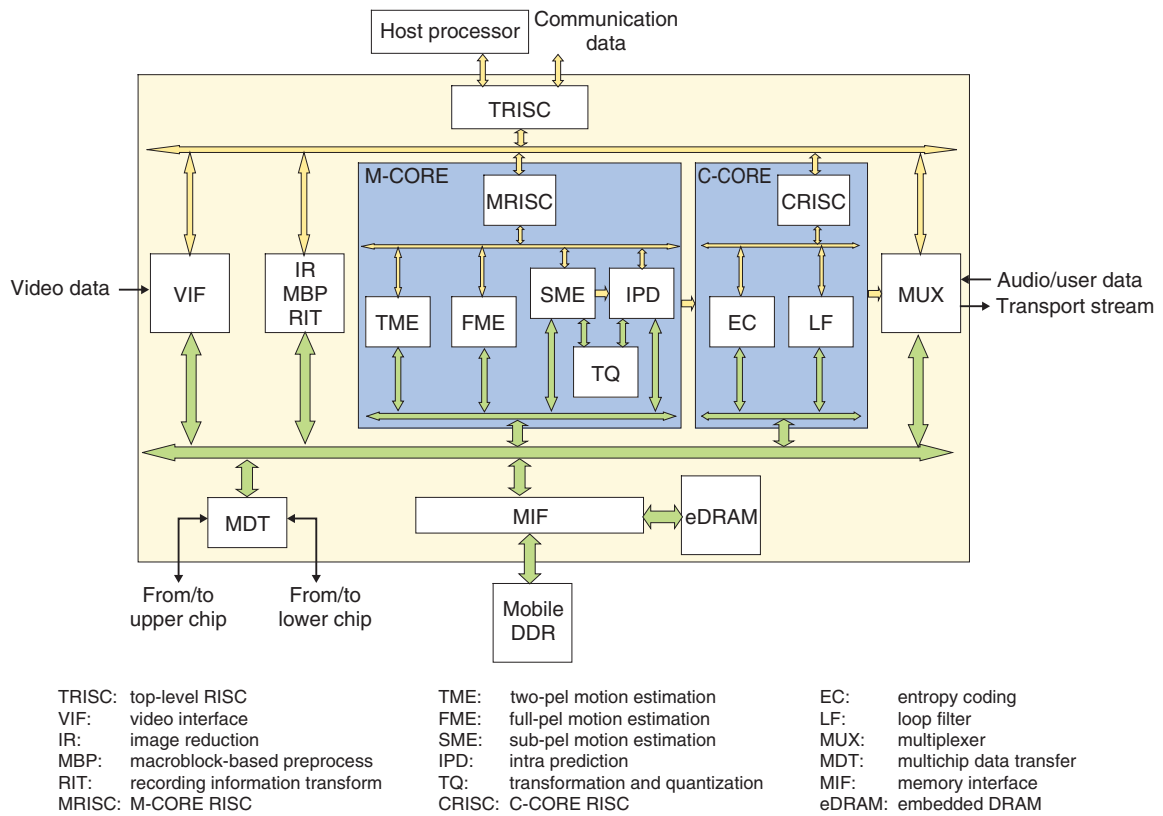 Host processor
Communication
data
TRISC
M-CORE
C-CORE
MRISC
CRISC
Video data
VIF
IR
MBP
RIT
TME
FME
SME
IPD
TQ
EC
LF
MUX
Audio/user data
Transport stream
MDT
MIF
eDRAM
From/to
upper chip
From/to
lower chip
Mobile
DDR
TRISC: top-level RISC
VIF: video interface
IR: image reduction
MBP: macroblock-based preprocess
RIT: recording information transform
MRISC: M-CORE RISC
TME: two-pel motion estimation
FME: full-pel motion estimation
SME: sub-pel motion estimation
IPD: intra prediction
TQ: transformation and quantization
CRISC: C-CORE RISC
EC: entropy coding
LF: loop filter
MUX: multiplexer
MDT: multichip data transfer
MIF: memory interface
eDRAM: embedded DRAM